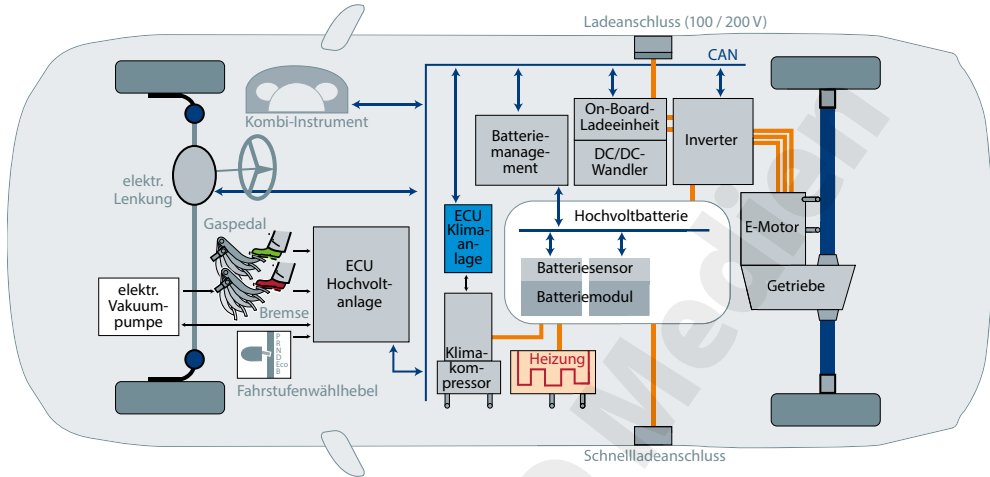 Ladeanschluss (100 / 200 V)
CAN
Kombi-Instrument
On-Board-
Ladeeinheit
DC/DC-
Wandler
Batterie-
manage-
ment
Inverter
elektr.
Lenkung
Gaspedal
ECU
Klima-
an-
lage
Hochvoltbatterie
E-Motor
ECU
Hochvolt-
anlage
Batteriesensor
Batteriemodul
Getriebe
elektr.
Vakuum-
pumpe
Bremse
P
R
N
D
Eco
B
Fahrstufenwählhebel
Klima-
kom-
pressor
Heizung
Schnellladeanschluss
Medien